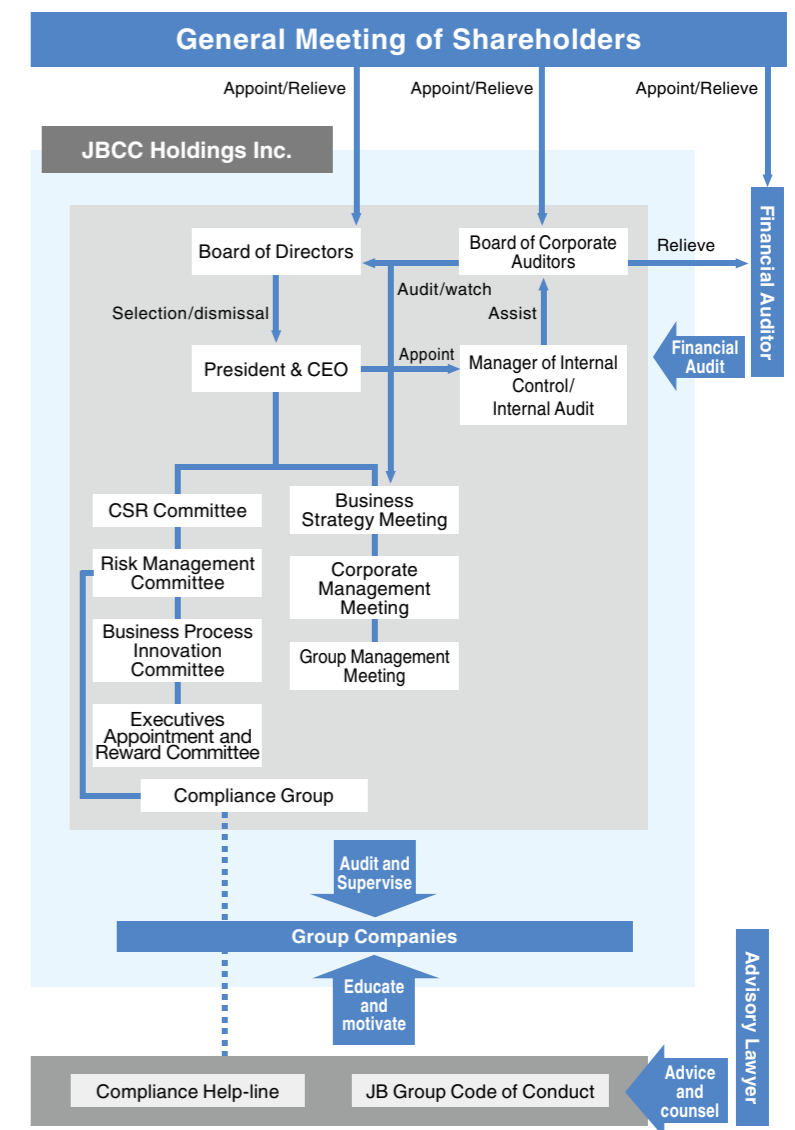 General Meeting of Shareholders
Appoint/Relieve
Appoint/Relieve
Appoint/Relieve
JBCC Holdings Inc.
Financial Auditor
Board of Directors
Board of Corporate
Auditors
Relieve
Audit/watch
Selection/dismissal
Assist
Financial
Audit
President & CEO
Appoint
Manager of Internal
Control/
Internal Audit
CSR Committee
Business
Strategy Meeting
Risk Management
Committee
Corporate
Management
Meeting
Business Process
Innovation
Committee
Group Management
Meeting
Executives
Appointment and
Reward Committee
Compliance Group
Audit and
Supervise
Group Companies
Educate
and
motivate
Advisory Lawyer
Compliance Help-line
JB Group Code of Conduct
Advice
and
counsel